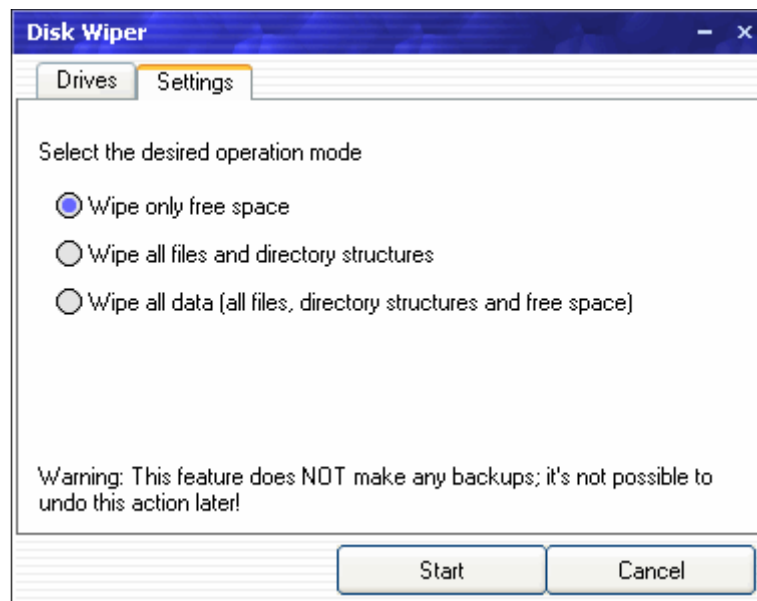 Disk Wiper
Drives
Settings
Select the desired operation mode
Wipe only free space
Wipe all files and directory structures
Wipe all data (all files, directory structures and free space)
Warning: This feature does NOT make any backups; it's not possible to
undo this action later!
Start
Cancel